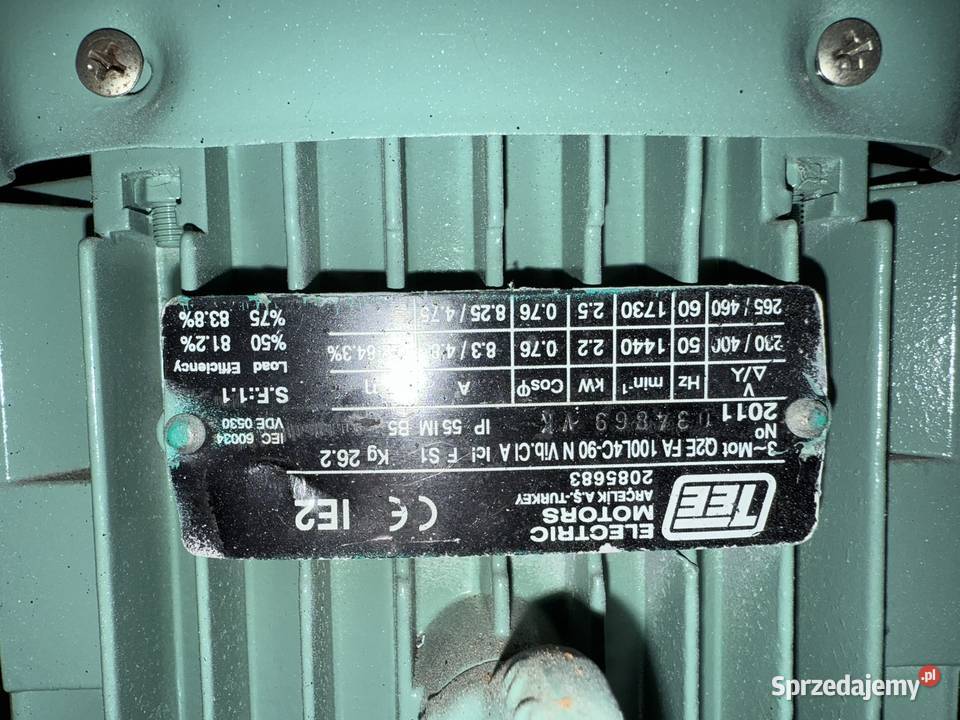 TEE
ELECTRIC
MOTORS
ARÇELİK A.Ş.-TURKEY
2085683
CE IE2
3~Mot Q2E FA 100L4C-90 N Vib.Cl A Icl F S1 Kg 26.2
Nº 034869 VK IP 55 IM B5
2011
IEC 60034
VDE 0530
S.F.:1.1
V Δ/⅄ Hz min⁻¹ kW Cosφ A
230 / 400 50 1440 2.2 0.76 8.3 / 4.8 84.3%
265 / 460 60 1730 2.5 0.76 8.25 / 4.75
Load Efficiency
%50 81.2%
%75 83.8%
Sprzedajemy.pl